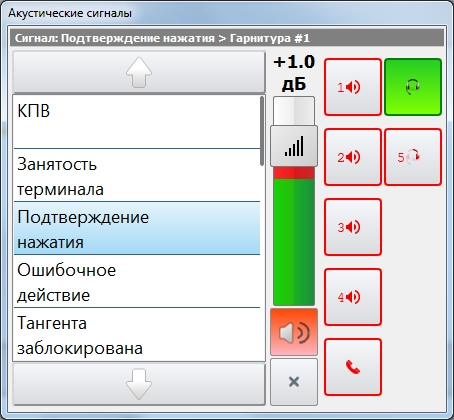 Акустические сигналы
Сигнал: Подтверждение нажатия > Гарнитура #1
+1.0
дБ
КПВ
Занятость
терминала
Подтверждение
нажатия
Ошибочное
действие
Тангента
заблокирована
1
2
5
3
4